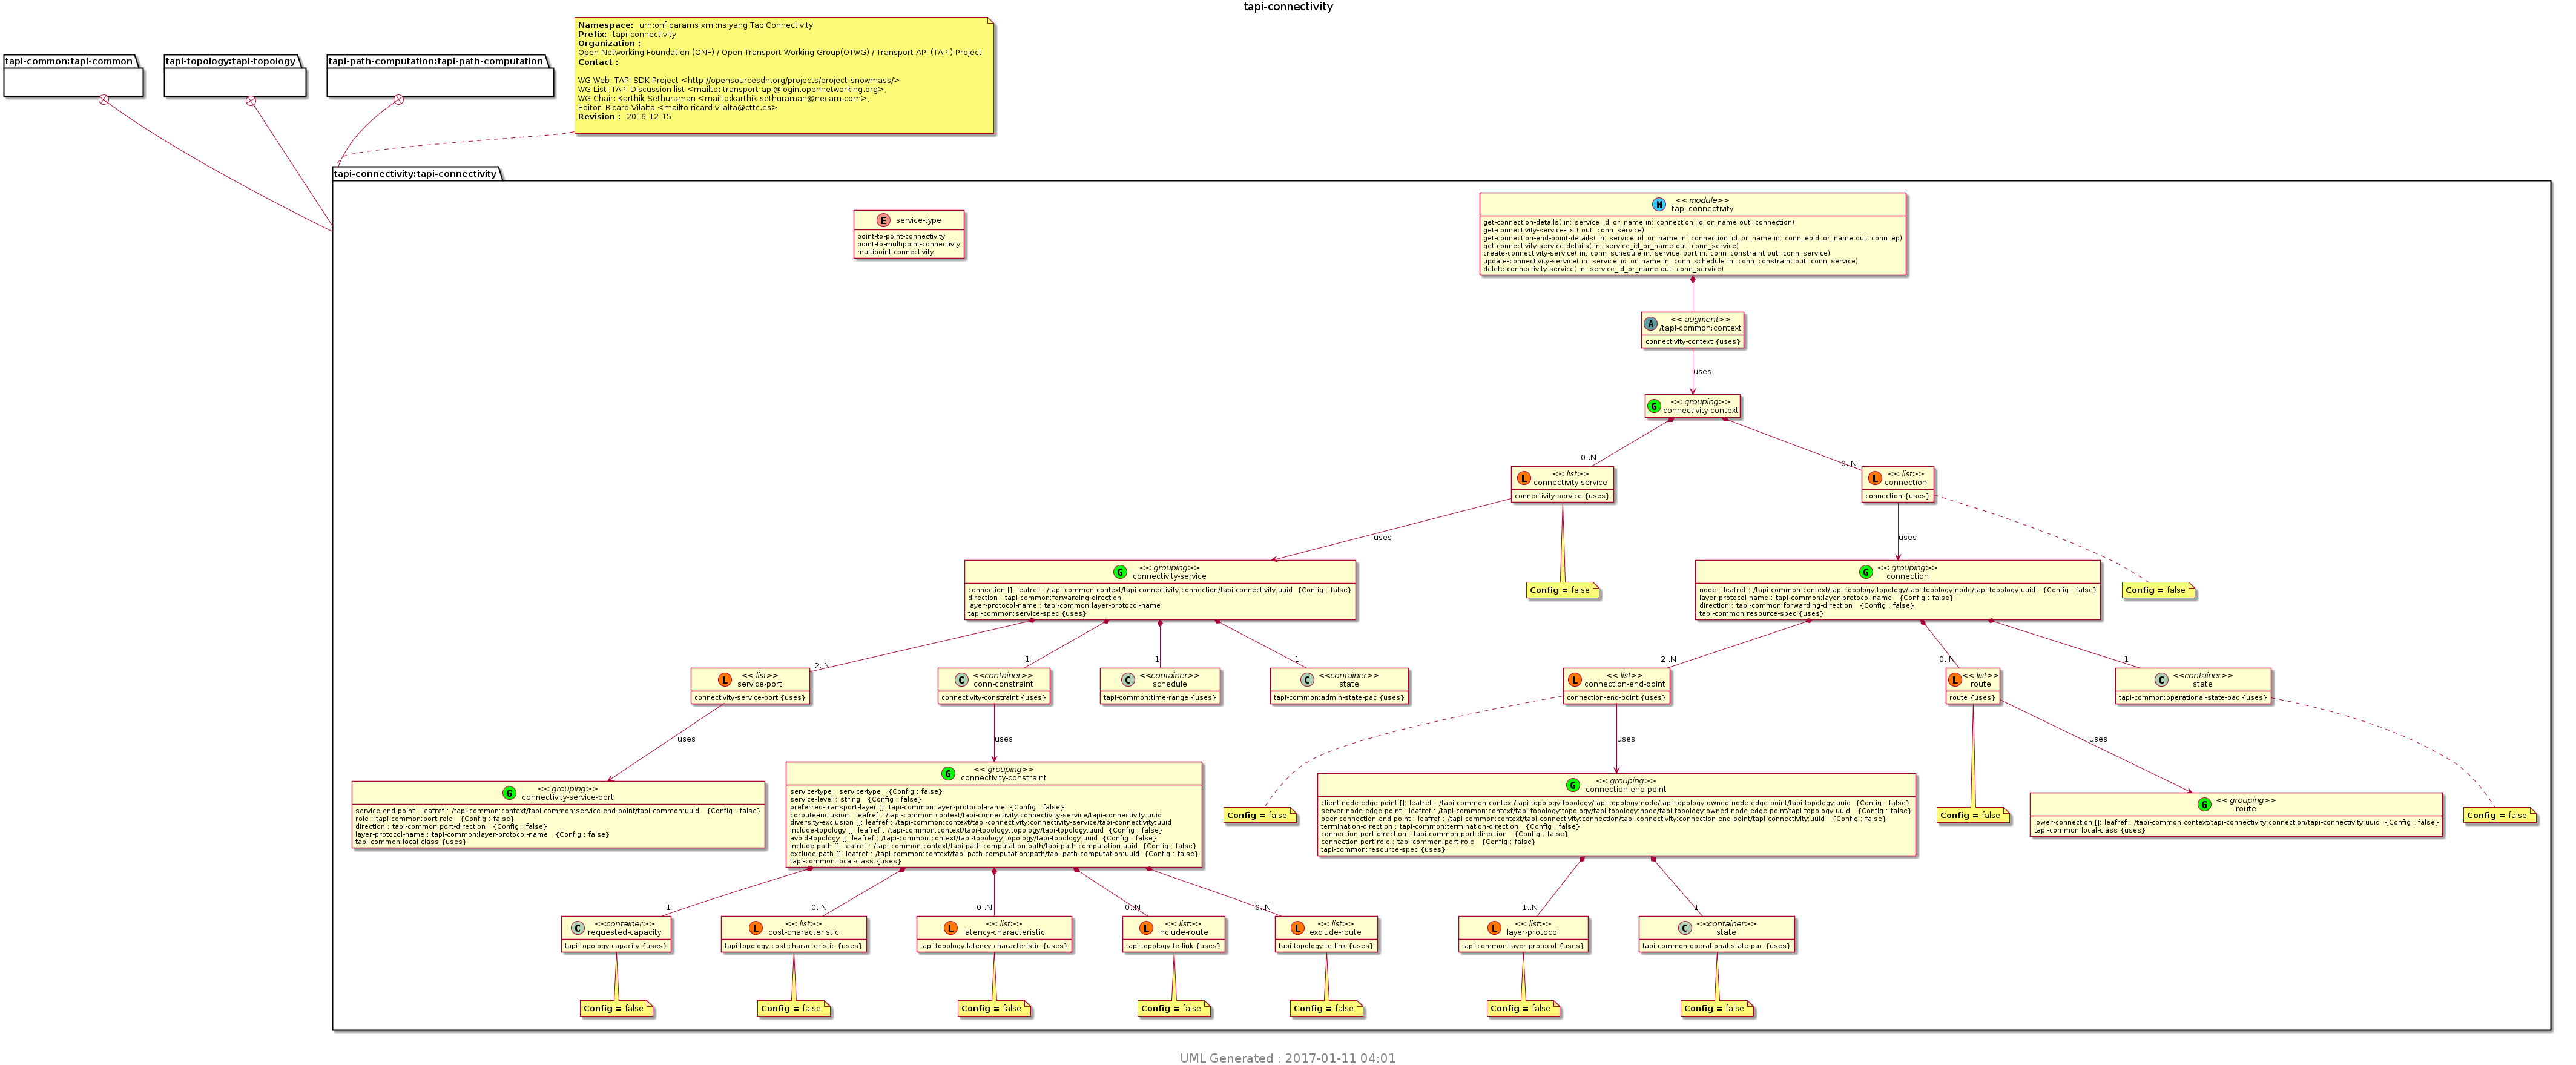 tapi-connectivity
Namespace: urn:onf:params:xml:ns:yang:TapiConnectivity
Prefix: tapi-connectivity
Organization :
Open Networking Foundation (ONF) / Open Transport Working Group(OTWG) / Transport API (TAPI) Project
Contact :
WG Web: TAPI SDK Project <http://opensourcesdn.org/projects/project-snowmass/>
WG List: TAPI Discussion list <mailto: transport-api@login.opennetworking.org>,
WG Chair: Karthik Sethuraman <mailto:karthik.sethuraman@necam.com>,
Editor: Ricard Vilalta <mailto:ricard.vilalta@cttc.es>
Revision : 2016-12-15
tapi-common:tapi-common
tapi-topology:tapi-topology
tapi-path-computation:tapi-path-computation
tapi-connectivity:tapi-connectivity
E service-type
point-to-point-connectivity
point-to-multipoint-connectivty
multipoint-connectivity
M << module>>
tapi-connectivity
get-connection-details( in: service_id_or_name in: connection_id_or_name out: connection)
get-connectivity-service-list( out: conn_service)
get-connection-end-point-details( in: service_id_or_name in: connection_id_or_name in: conn_epid_or_name out: conn_ep)
get-connectivity-service-details( in: service_id_or_name out: conn_service)
create-connectivity-service( in: conn_schedule in: service_port in: conn_constraint out: conn_service)
update-connectivity-service( in: service_id_or_name in: conn_schedule in: conn_constraint out: conn_service)
delete-connectivity-service( in: service_id_or_name out: conn_service)
A << augment>>
/tapi-common:context
connectivity-context {uses}
uses
G << grouping>>
connectivity-context
0..N
0..N
L << list>>
connectivity-service
connectivity-service {uses}
L << list>>
connection
connection {uses}
uses
uses
G << grouping>>
connectivity-service
connection []: leafref : /tapi-common:context/tapi-connectivity:connection/tapi-connectivity:uuid {Config : false}
direction : tapi-common:forwarding-direction
layer-protocol-name : tapi-common:layer-protocol-name
tapi-common:service-spec {uses}
Config = false
G << grouping>>
connection
node : leafref : /tapi-common:context/tapi-topology:topology/tapi-topology:node/tapi-topology:uuid {Config : false}
layer-protocol-name : tapi-common:layer-protocol-name {Config : false}
direction : tapi-common:forwarding-direction {Config : false}
tapi-common:resource-spec {uses}
Config = false
2..N
1
1
1
2..N
0..N
1
L << list>>
service-port
connectivity-service-port {uses}
C <<container>>
conn-constraint
connectivity-constraint {uses}
C <<container>>
schedule
tapi-common:time-range {uses}
C <<container>>
state
tapi-common:admin-state-pac {uses}
L << list>>
connection-end-point
connection-end-point {uses}
L << list>>
route
route {uses}
C <<container>>
state
tapi-common:operational-state-pac {uses}
uses
uses
uses
uses
G << grouping>>
connectivity-service-port
service-end-point : leafref : /tapi-common:context/tapi-common:service-end-point/tapi-common:uuid {Config : false}
role : tapi-common:port-role {Config : false}
direction : tapi-common:port-direction {Config : false}
layer-protocol-name : tapi-common:layer-protocol-name {Config : false}
tapi-common:local-class {uses}
G << grouping>>
connectivity-constraint
service-type : service-type {Config : false}
service-level : string {Config : false}
preferred-transport-layer []: tapi-common:layer-protocol-name {Config : false}
coroute-inclusion : leafref : /tapi-common:context/tapi-connectivity:connectivity-service/tapi-connectivity:uuid
diversity-exclusion []: leafref : /tapi-common:context/tapi-connectivity:connectivity-service/tapi-connectivity:uuid
include-topology []: leafref : /tapi-common:context/tapi-topology:topology/tapi-topology:uuid {Config : false}
avoid-topology []: leafref : /tapi-common:context/tapi-topology:topology/tapi-topology:uuid {Config : false}
include-path []: leafref : /tapi-common:context/tapi-path-computation:path/tapi-path-computation:uuid {Config : false}
exclude-path []: leafref : /tapi-common:context/tapi-path-computation:path/tapi-path-computation:uuid {Config : false}
tapi-common:local-class {uses}
Config = false
G << grouping>>
connection-end-point
client-node-edge-point []: leafref : /tapi-common:context/tapi-topology:topology/tapi-topology:node/tapi-topology:owned-node-edge-point/tapi-topology:uuid {Config : false}
server-node-edge-point : leafref : /tapi-common:context/tapi-topology:topology/tapi-topology:node/tapi-topology:owned-node-edge-point/tapi-topology:uuid {Config : false}
peer-connection-end-point : leafref : /tapi-common:context/tapi-connectivity:connection/tapi-connectivity:connection-end-point/tapi-connectivity:uuid {Config : false}
termination-direction : tapi-common:termination-direction {Config : false}
connection-port-direction : tapi-common:port-direction {Config : false}
connection-port-role : tapi-common:port-role {Config : false}
tapi-common:resource-spec {uses}
Config = false
G << grouping>>
route
lower-connection []: leafref : /tapi-common:context/tapi-connectivity:connection/tapi-connectivity:uuid {Config : false}
tapi-common:local-class {uses}
Config = false
1
0..N
0..N
0..N
0..N
1..N
1
C <<container>>
requested-capacity
tapi-topology:capacity {uses}
L << list>>
cost-characteristic
tapi-topology:cost-characteristic {uses}
L << list>>
latency-characteristic
tapi-topology:latency-characteristic {uses}
L << list>>
include-route
tapi-topology:te-link {uses}
L << list>>
exclude-route
tapi-topology:te-link {uses}
L << list>>
layer-protocol
tapi-common:layer-protocol {uses}
C <<container>>
state
tapi-common:operational-state-pac {uses}
Config = false
Config = false
Config = false
Config = false
Config = false
Config = false
Config = false
UML Generated : 2017-01-11 04:01